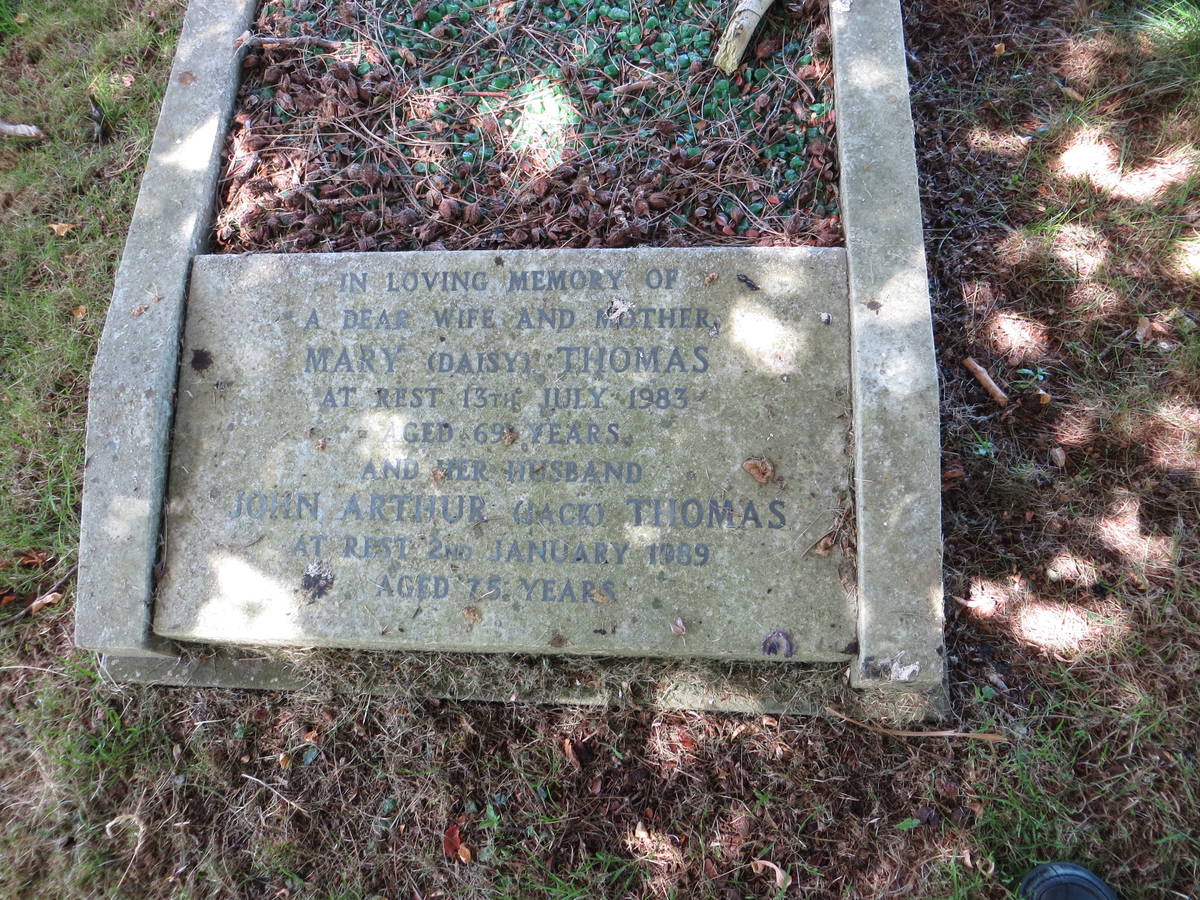 IN LOVING MEMORY OF
A DEAR WIFE AND MOTHER
MARY (DAISY) THOMAS
AT REST 13TH JULY 1983
AGED 69 YEARS.
AND HER HUSBAND
JOHN ARTHUR (JACK) THOMAS
AT REST 2ND JANUARY 1989
AGED 75 YEARS